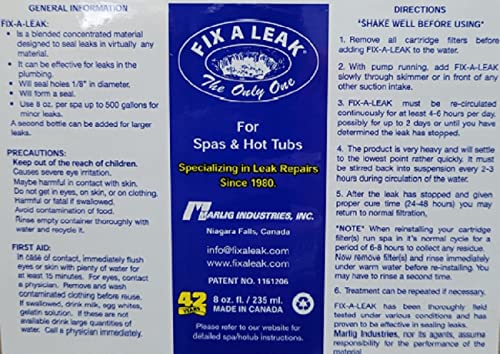 GENERAL INFORMATION
FIX-A-LEAK:
• Is a blended concentrated material
designed to seal leaks in virtually any
material.
• It can be effective for leaks in the
plumbing.
• Will seal holes 1/8" in diameter.
• Will form a seal.
• Use 8 oz. per spa up to 500 gallons for
minor leaks.
A second bottle can be added for larger
leaks.
PRECAUTIONS:
Keep out of the reach of children.
Causes severe eye irritation.
Maybe harmful in contact with skin.
Do not get in eyes, on skin, or on clothing.
Harmful or fatal if swallowed.
Avoid contamination of food.
Rinse empty container thoroughly with
water and recycle it.
FIRST AID:
In case of contact, immediately flush
eyes or skin with plenty of water for
at least 15 minutes. For eyes, contact
a physician. Remove and wash
contaminated clothing before reuse.
If swallowed, drink milk, egg whites,
gelatin solution. If these are not
available drink large quantities of
water. Call a physician immediately.
FIX A LEAK
The Only One
For
Spas & Hot Tubs
Specializing in Leak Repairs
Since 1980.
MARLIG INDUSTRIES, INC.
Niagara Falls, Canada
info@fixaleak.com
www.fixaleak.com
PATENT NO. 1161206
42
YEARS
8 oz. fl. / 235 ml.
MADE IN CANADA
Please refer to our website for
detailed spa/hotub instructions.
DIRECTIONS
"SHAKE WELL BEFORE USING"
1. Remove all cartridge filters before
adding FIX-A-LEAK to the water.
2. With pump running, add FIX-A-LEAK
slowly through skimmer or in front of any
other suction intake.
3. FIX-A-LEAK must be re-circulated
continuously for at least 4-6 hours per day,
possibly for up to 2 days or until you have
determined the leak has stopped.
4. The product is very heavy and will settle
to the lowest point rather quickly. It must
be stirred back into suspension every 2-3
hours during circulation of the water.
5. After the leak has stopped and given
proper cure time (24-48 hours) you may
return to normal filtration.
*NOTE* When reinstalling your cartridge
filter(s) run spa in it's normal cycle for a
period of 6-8 hours to collect any residue.
Now remove filter(s) and rinse immediately
under warm water before re-installing. You
may have to rinse a second time.
6. Treatment can be repeated if necessary.
FIX-A-LEAK has been thoroughly field
tested under various conditions and has
proven to be effective in sealing leaks.
Marlig Industries, nor its agents, assume
responsibility for the performance of the
material